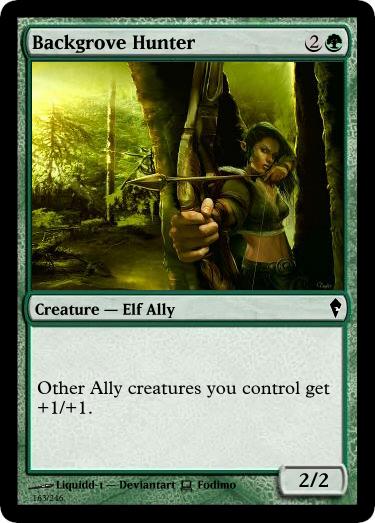 Backgrove Hunter 2
Creature — Elf Ally
Other Ally creatures you control get
+1/+1.
2/2
Liquidd-1 — Deviantart Fodimo
163/246